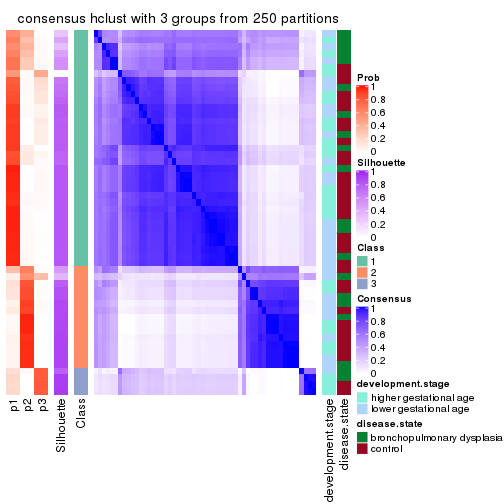 consensus hclust with 3 groups from 250 partitions
Prob
1
0.8
0.6
0.4
0.2
0
Silhouette
1
0.8
0.6
0.4
0.2
0
Class
1
2
3
Consensus
1
0.8
0.6
0.4
0.2
0
development.stage
higher gestational age
lower gestational age
disease.state
bronchopulmonary dysplasia
control
p1
p2
p3
Silhouette
Class
development.stage
disease.state